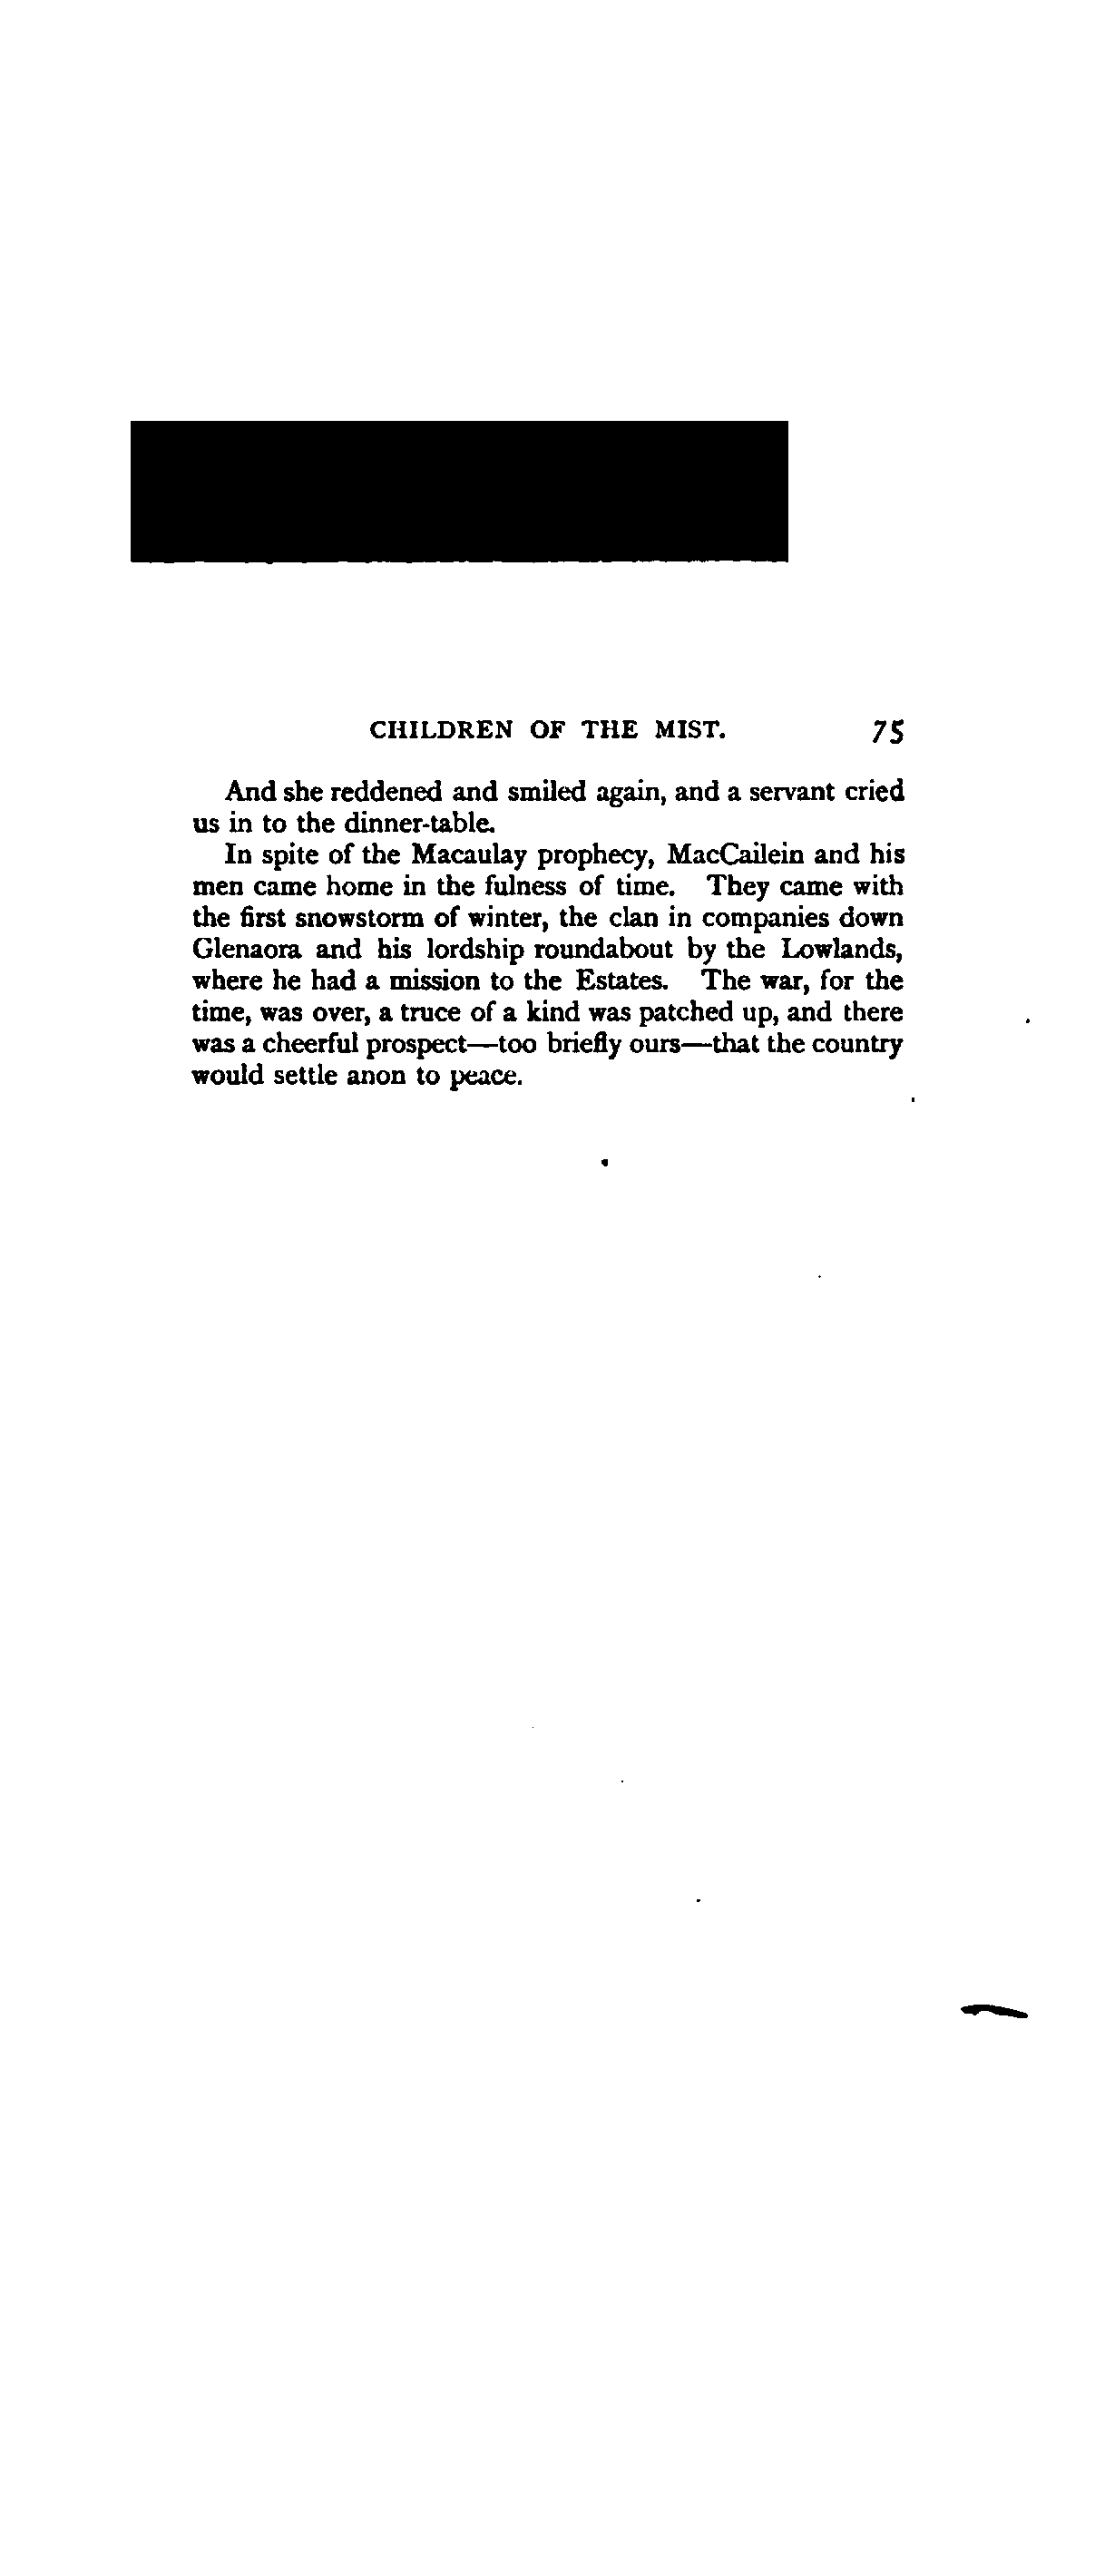 CHILDREN OF THE MIST. 75
And she reddened and smiled again, and a servant cried
us in to the dinner-table.
In spite of the Macaulay prophecy, MacCailein and his
men came home in the fulness of time. They came with
the first snowstorm of winter, the clan in companies down
Glenaora and his lordship roundabout by the Lowlands,
where he had a mission to the Estates. The war, for the
time, was over, a truce of a kind was patched up, and there
was a cheerful prospect—too briefly ours—that the country
would settle anon to peace.